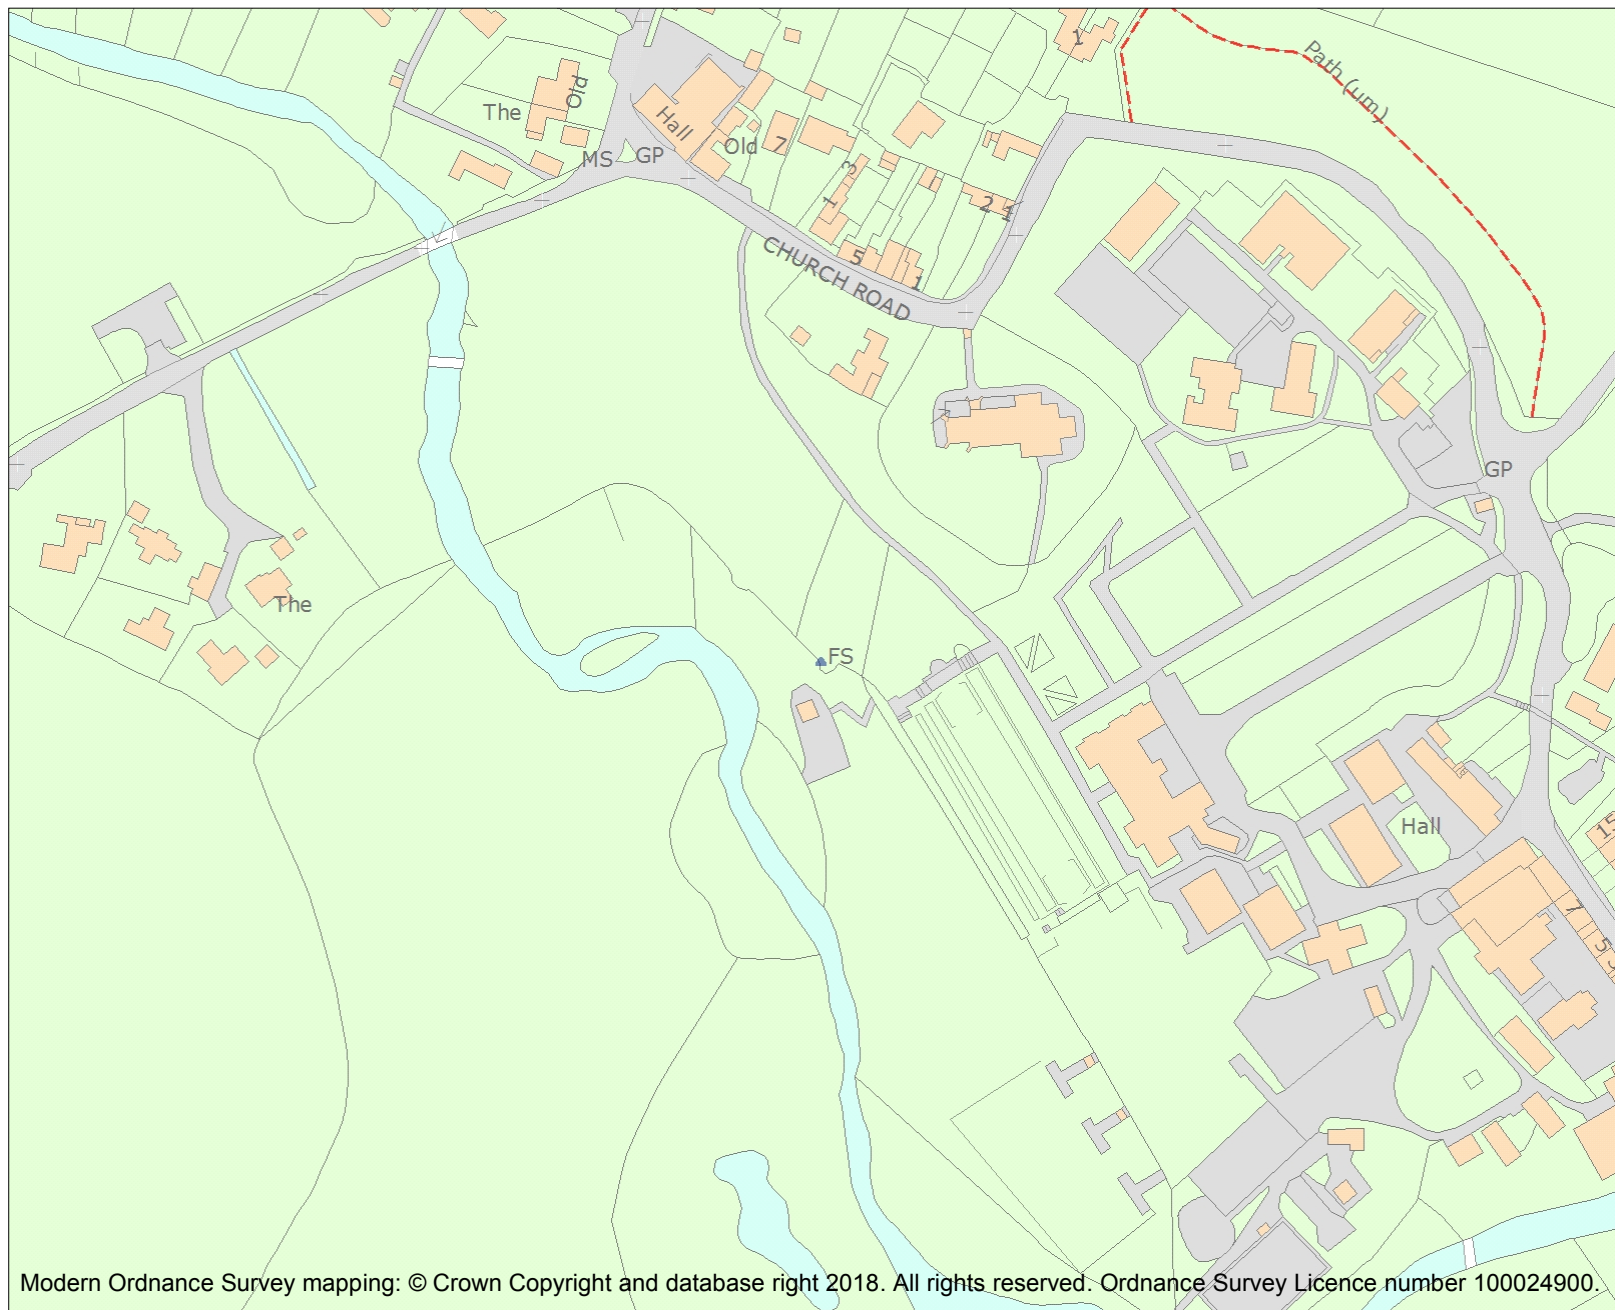 1
Path (um)
The
Old
Hall
Old
7
MS
GP
3
1
2
1
5
1
CHURCH ROAD
GP
The
FS
Hall
15
7
5
3
Modern Ordnance Survey mapping: © Crown Copyright and database right 2018. All rights reserved. Ordnance Survey Licence number 100024900.